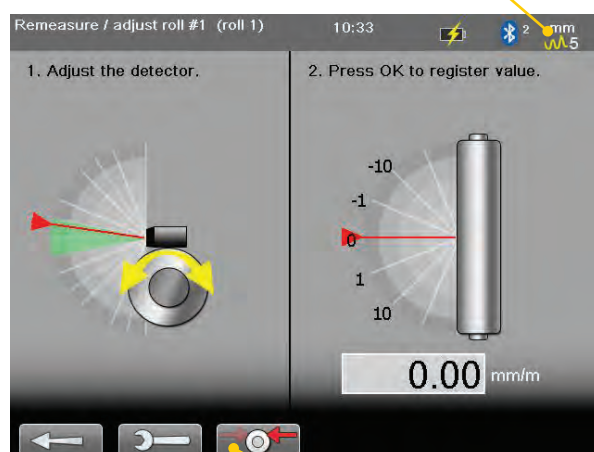 Remeasure / adjust roll #1 (roll 1) 10:33 2 mm
5
1. Adjust the detector.
2. Press OK to register value.
-10
-1
0
1
10
0.00 mm/m